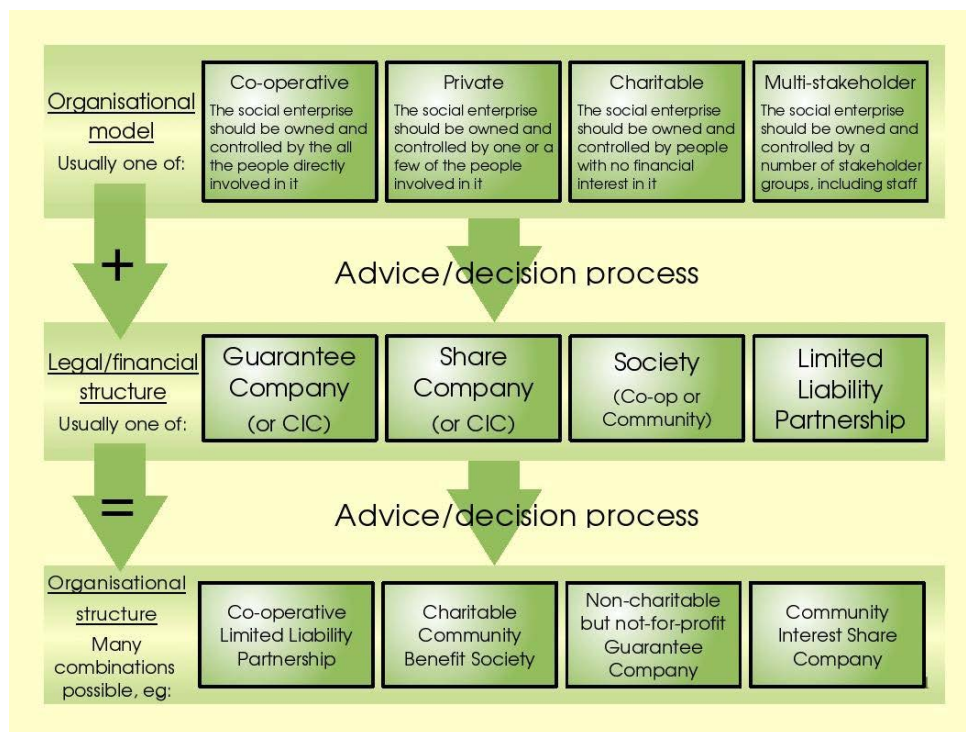 Organisational
model
Usually one of:
Co-operative
The social enterprise
should be owned and
controlled by the all
the people directly
involved in it
Private
The social enterprise
should be owned and
controlled by one or a
few of the people
involved in it
Charitable
The social enterprise
should be owned and
controlled by people
with no financial
interest in it
Multi-stakeholder
The social enterprise
should be owned and
controlled by a
number of stakeholder
groups, including staff
+
Advice/decision process
Legal/financial
structure
Usually one of:
Guarantee
Company
(or CIC)
Share
Company
(or CIC)
Society
(Co-op or
Community)
Limited
Liability
Partnership
=
Advice/decision process
Organisational
structure
Many
combinations
possible, eg:
Co-operative
Limited Liability
Partnership
Charitable
Community
Benefit Society
Non-charitable
but not-for-profit
Guarantee
Company
Community
Interest Share
Company